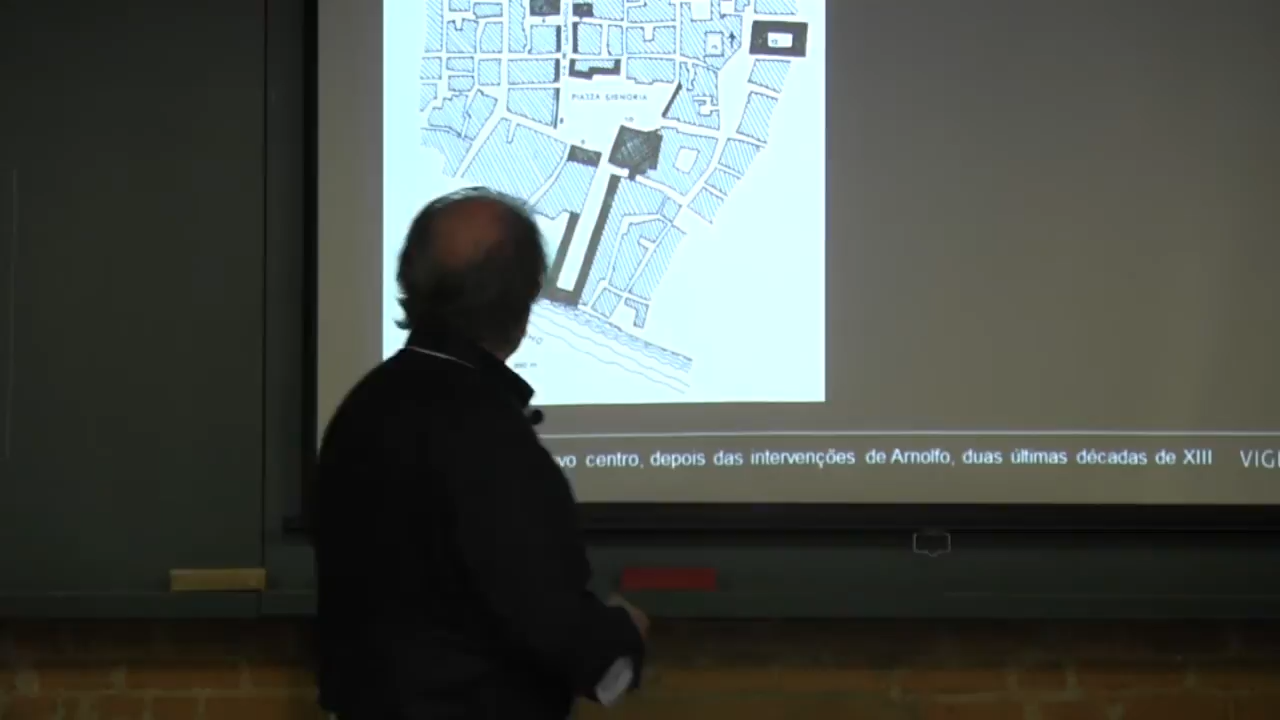 PIAZZA SIGNORIA
vo centro, depois das intervenções de Arnolfo, duas últimas décadas de XIII
VIG